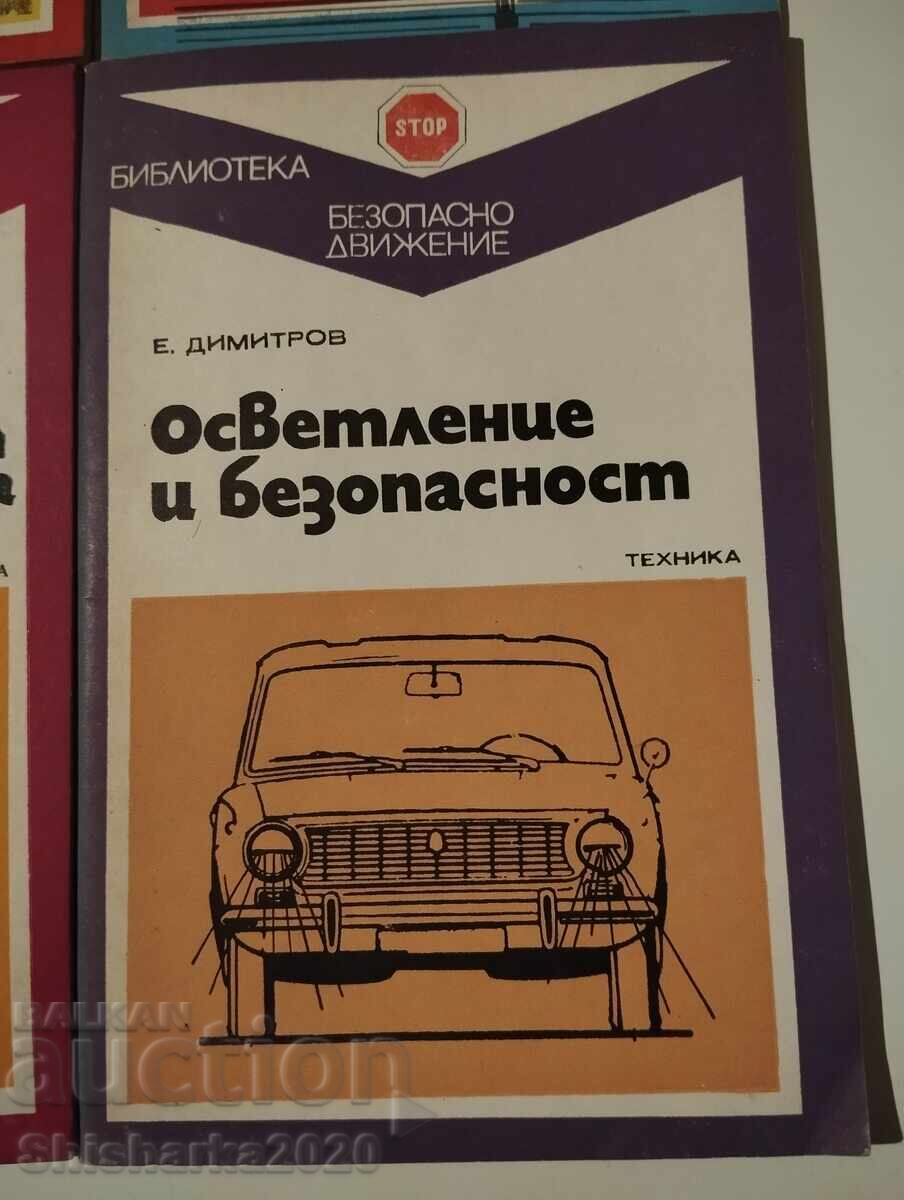 STOP
БИБЛИОТЕКА
БЕЗОПАСНО
ДВИЖЕНИЕ
Е. ДИМИТРОВ
Осветление
и безопасност
ТЕХНИКА
а
А
BALKAN
auction
Shisharka2020